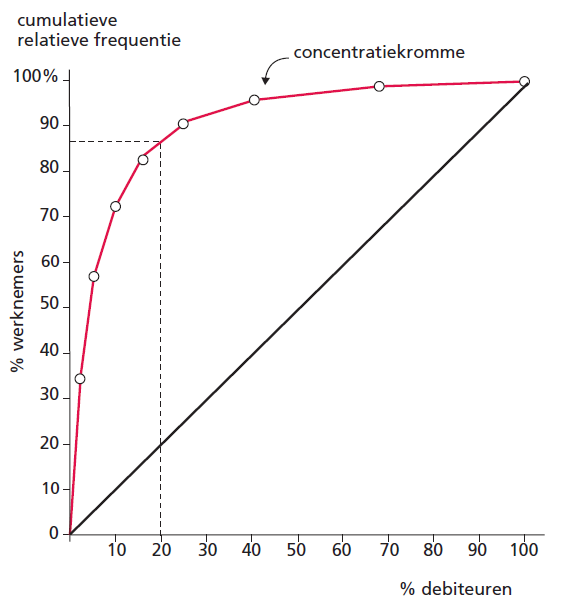 cumulatieve
relatieve frequentie
concentratiekromme
100%
90
80
70
60
50
40
30
20
10
0
% werknemers
10 20 30 40 50 60 70 80 90 100
% debiteuren